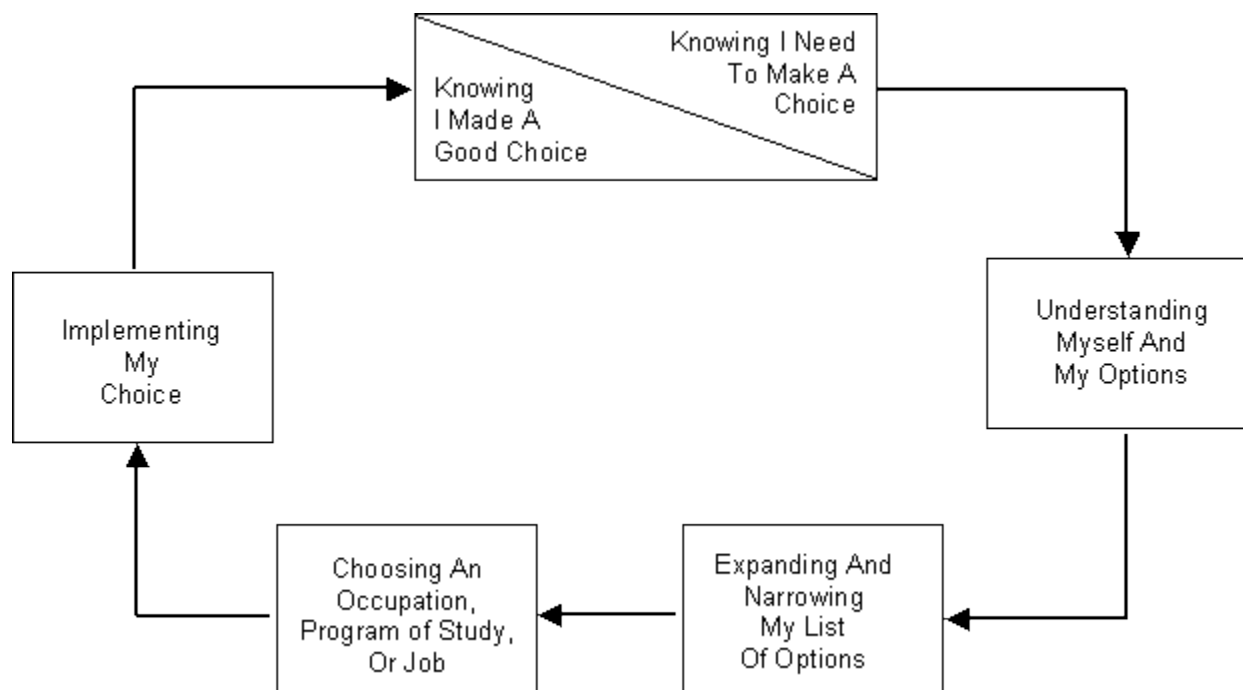 Knowing I Need
To Make A
Choice
Knowing
I Made A
Good Choice
Understanding
Myself And
My Options
Expanding And
Narrowing
My List
Of Options
Choosing An
Occupation,
Program of Study,
Or Job
Implementing
My
Choice